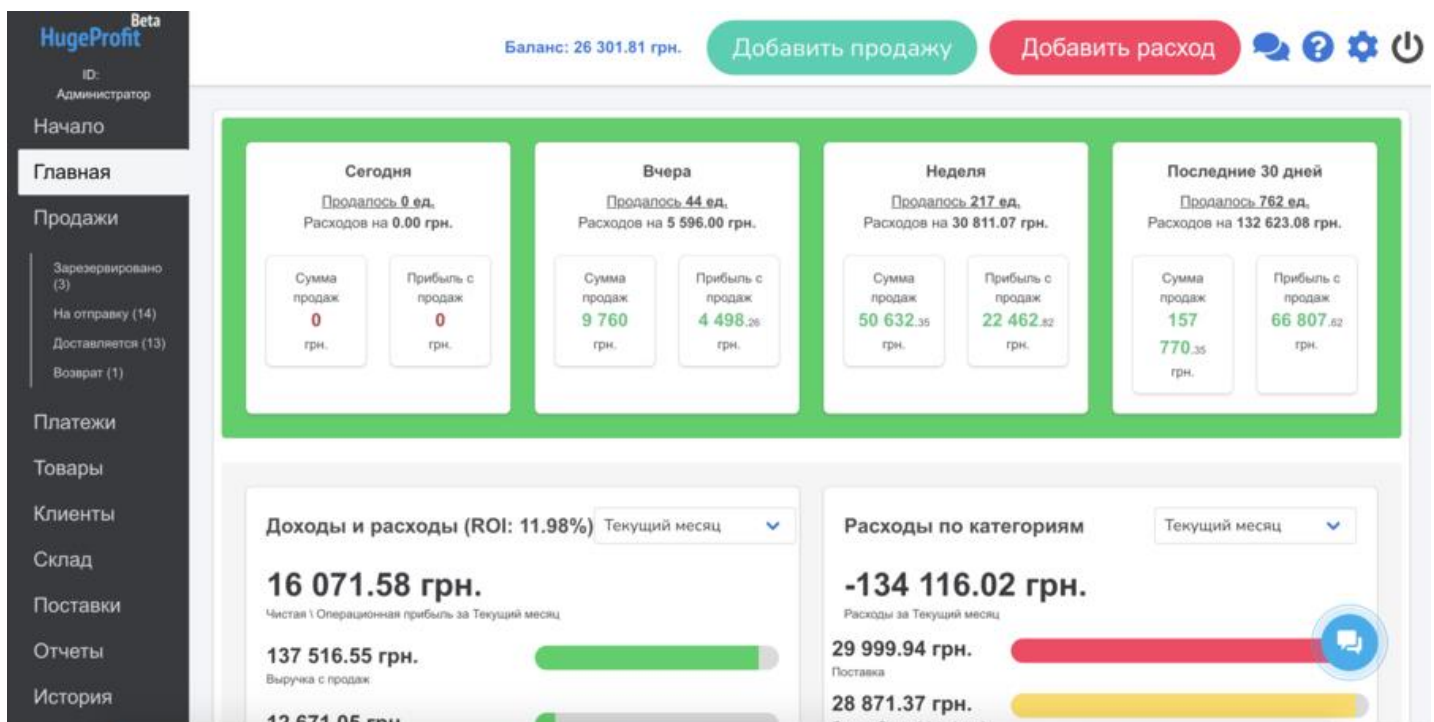 Beta
HugeProfit
ID:
Администратор
Начало
Главная
Продажи
Зарезервировано
(3)
На отправку (14)
Доставляется (13)
Возврат (1)
Платежи
Товары
Клиенты
Склад
Поставки
Отчеты
История
Баланс: 26 301.81 грн.
Добавить продажу
Добавить расход
Сегодня
Продалось 0 ед.
Расходов на 0.00 грн.
Сумма
продаж
0
грн.
Прибыль с
продаж
0
грн.
Вчера
Продалось 44 ед.
Расходов на 5 596.00 грн.
Сумма
продаж
9 760
грн.
Прибыль с
продаж
4 498.26
грн.
Неделя
Продалось 217 ед.
Расходов на 30 811.07 грн.
Сумма
продаж
50 632.35
грн.
Прибыль с
продаж
22 462.82
грн.
Последние 30 дней
Продалось 762 ед.
Расходов на 132 623.08 грн.
Сумма
продаж
157
770.35
грн.
Прибыль с
продаж
66 807.62
грн.
Доходы и расходы (ROI: 11.98%)
Текущий месяц
16 071.58 грн.
Чистая \ Операционная прибыль за Текущий месяц
137 516.55 грн.
Выручка с продаж
12 671.05 грн.
Расходы по категориям
Текущий месяц
-134 116.02 грн.
Расходы за Текущий месяц
29 999.94 грн.
Поставка
28 871.37 грн.